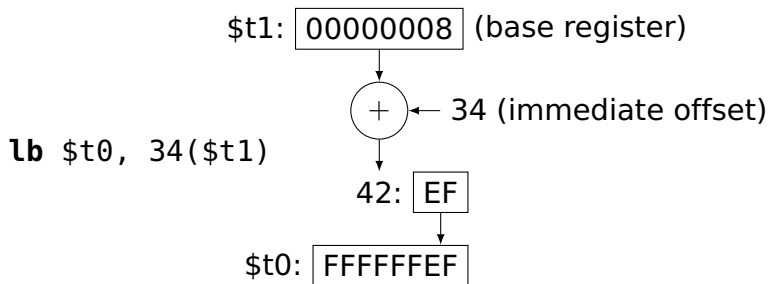 $t1: 00000008 (base register)
+ 34 (immediate offset)
lb $t0, 34($t1)
42: EF
$t0: FFFFFFEF